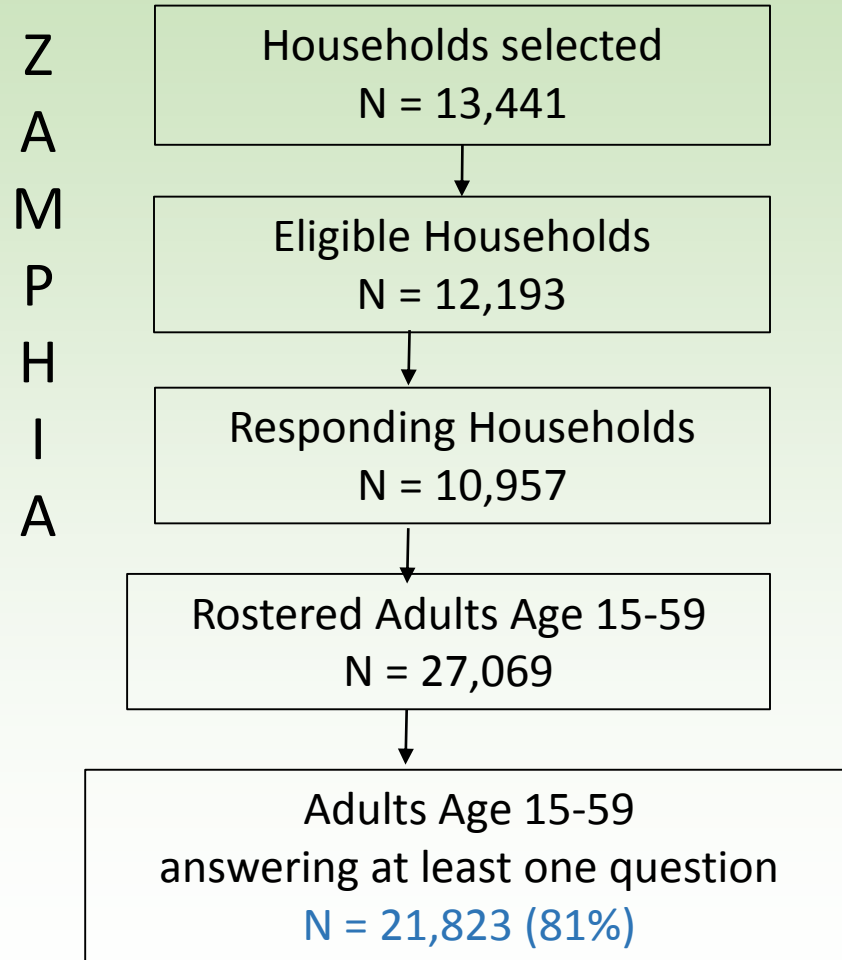 Z
A
M
P
H
I
A
Households selected
N = 13,441
Eligible Households
N = 12,193
Responding Households
N = 10,957
Rostered Adults Age 15-59
N = 27,069
Adults Age 15-59
answering at least one question
N = 21,823 (81%)